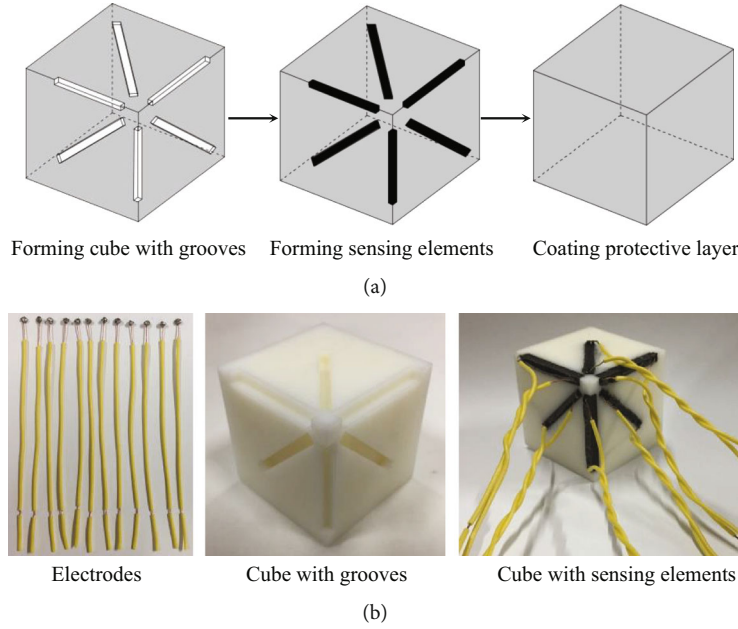 Forming cube with grooves
Forming sensing elements
Coating protective layer
(a)
Electrodes
Cube with grooves
Cube with sensing elements
(b)